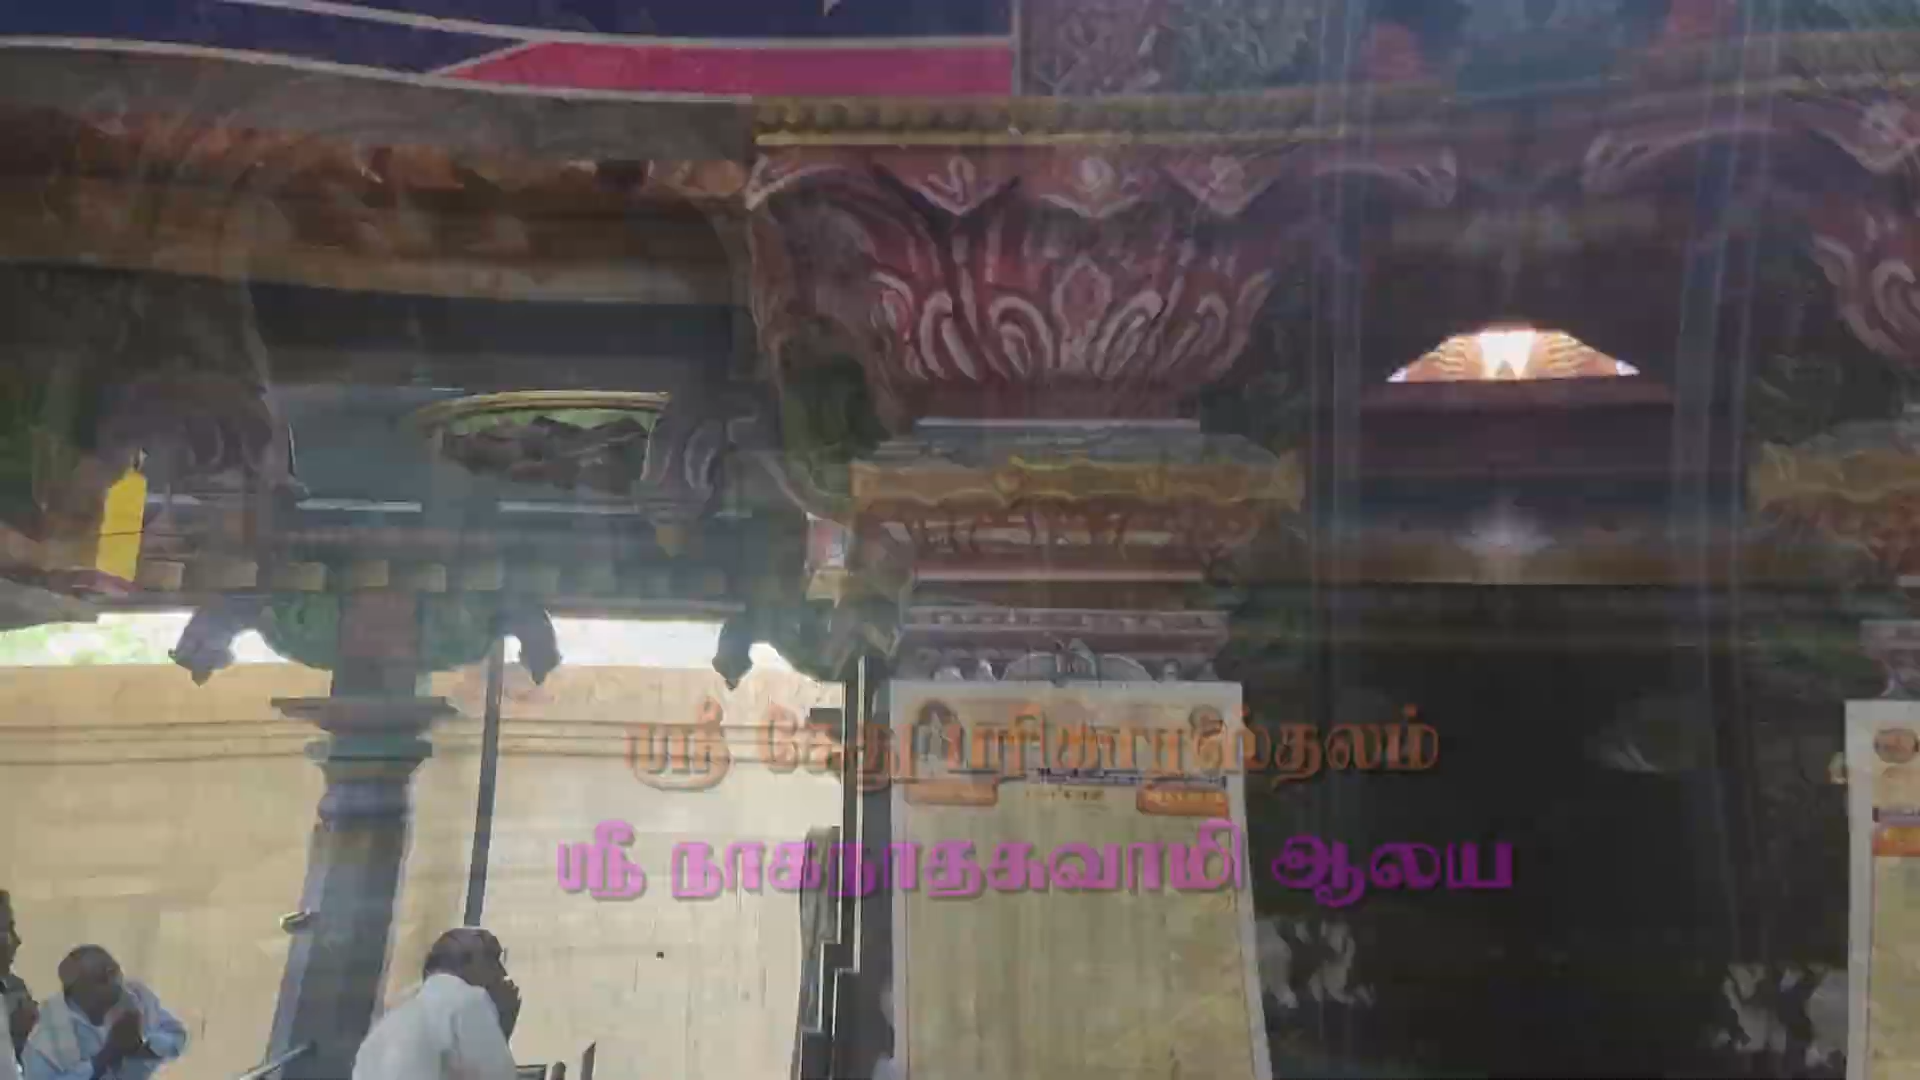 ஸ்ரீ கேது பரிகாரஸ்தலம்
ஸ்ரீ நாகநாதசுவாமி ஆலய